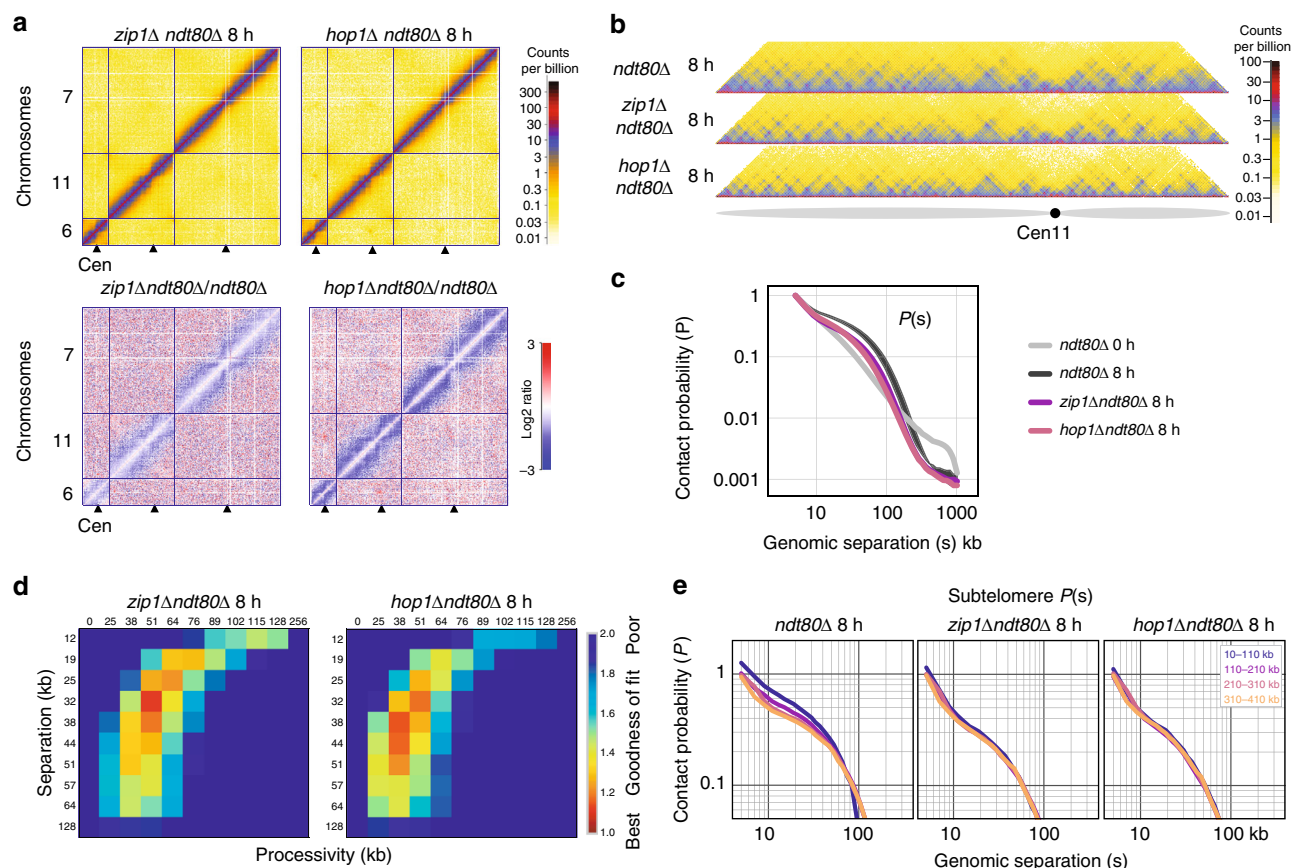 a
zip1Δ ndt80Δ 8 h
hop1Δ ndt80Δ 8 h
Counts
per billion
300
100
30
10
3
1
0.3
0.1
0.03
0.01
Chromosomes
7
11
6
Cen
zip1Δndt80Δ/ndt80Δ
hop1Δndt80Δ/ndt80Δ
Chromosomes
7
11
6
Cen
3
Log2 ratio
−3
b
ndt80Δ 8 h
zip1Δ
ndt80Δ
8 h
hop1Δ
ndt80Δ
8 h
Cen11
Counts
per billion
100
30
10
3
1
0.3
0.1
0.03
0.01
c
Contact probability (P)
1
0.1
0.01
0.001
P(s)
10 100 1000
Genomic separation (s) kb
ndt80Δ 0 h
ndt80Δ 8 h
zip1Δndt80Δ 8 h
hop1Δndt80Δ 8 h
d
zip1Δndt80Δ 8 h
hop1Δndt80Δ 8 h
0 25 38 51 64 76 89 102 115 128 256
0 25 38 51 64 76 89 102 115 128 256
Separation (kb)
12
19
25
32
38
44
51
57
64
128
12
19
25
32
38
44
51
57
64
128
Processivity (kb)
2.0
1.8
1.6
1.4
1.2
1.0
Best Goodness of fit Poor
e
Subtelomere P(s)
ndt80Δ 8 h
zip1Δndt80Δ 8 h
hop1Δndt80Δ 8 h
Contact probability (P)
1
0.1
10–110 kb
110–210 kb
210–310 kb
310–410 kb
10 100
10 100
10 100 kb
Genomic separation (s)